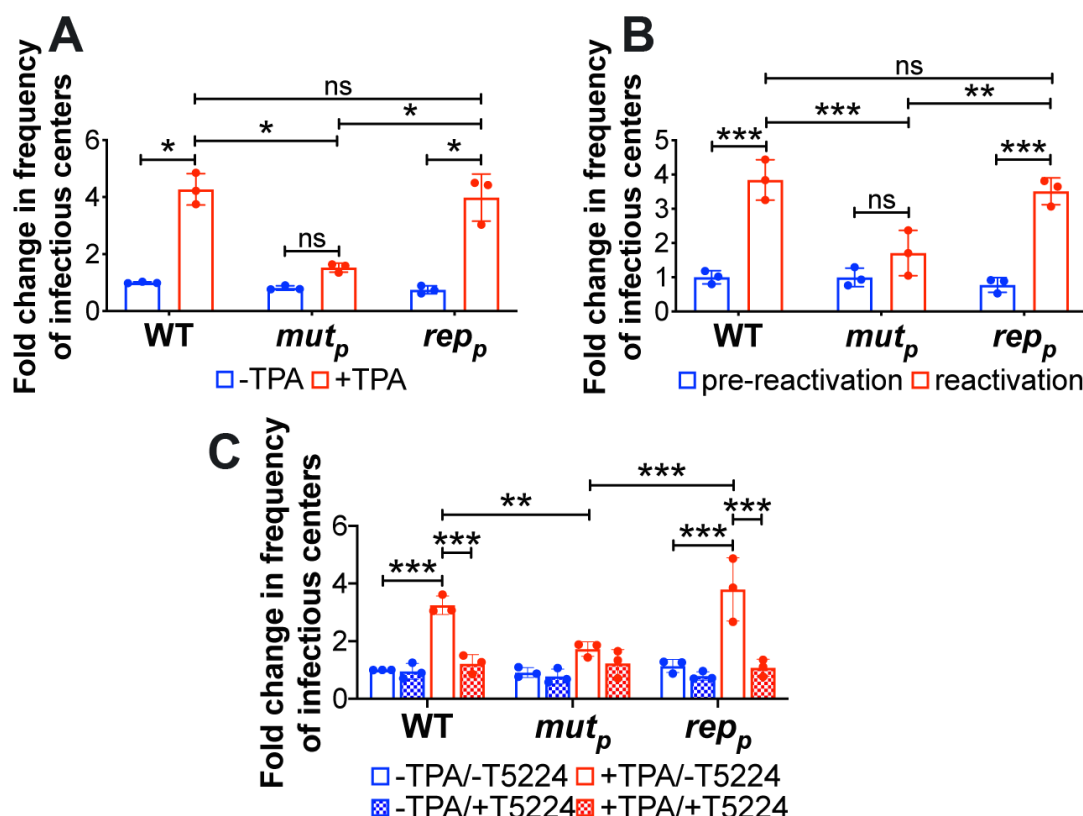 A
Fold change in frequency
of infectious centers
6
4
2
0
ns
*
*
*
ns
*
WT
mutp
repp
-TPA
+TPA
B
Fold change in frequency
of infectious centers
5
4
3
2
1
0
ns
**
***
***
ns
***
WT
mutp
repp
pre-reactivation
reactivation
C
Fold change in frequency
of infectious centers
6
4
2
0
***
**
***
***
***
***
WT
mutp
repp
-TPA/-T5224 +TPA/-T5224
-TPA/+T5224 +TPA/+T5224